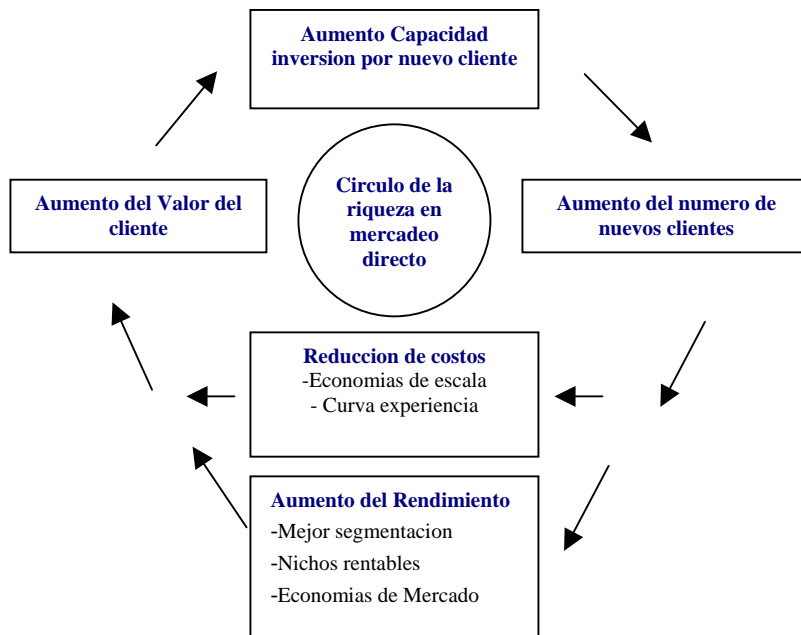 Aumento Capacidad
inversion por nuevo cliente
Aumento del Valor del
cliente
Circulo de la
riqueza en
mercadeo
directo
Aumento del numero de
nuevos clientes
Reduccion de costos
-Economias de escala
- Curva experiencia
Aumento del Rendimiento
-Mejor segmentacion
-Nichos rentables
-Economias de Mercado